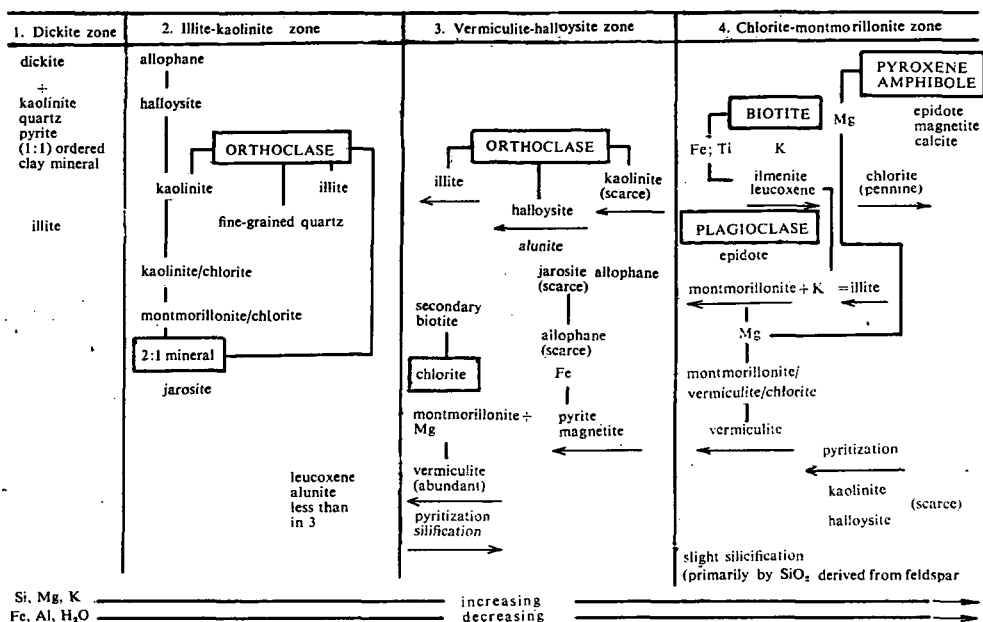 1. Dickite zone
2. Illite-kaolinite zone
3. Vermiculite-halloysite zone
4. Chlorite-montmorillonite zone
dickite
÷
kaolinite
quartz
pyrite
(1:1) ordered
clay mineral
illite
allophane
halloysite
ORTHOCLASE
kaolinite
illite
fine-grained quartz
kaolinite/chlorite
montmorillonite/chlorite
2:1 mineral
jarosite
leucoxene
alunite
less than
in 3
ORTHOCLASE
illite
kaolinite
(scarce)
halloysite
alunite
jarosite allophane
(scarce)
secondary
biotite
allophane
(scarce)
chlorite
Fe
montmorillonite ÷
Mg
pyrite
magnetite
vermiculite
(abundant)
pyritization
silification
PYROXENE
AMPHIBOLE
BIOTITE
Mg
epidote
magnetite
calcite
Fe; Ti
K
ilmenite
leucoxene
chlorite
(pennine)
PLAGIOCLASE
epidote
montmorillonite + K = illite
Mg
montmorillonite/
vermiculite/chlorite
vermiculite
pyritization
kaolinite
(scarce)
halloysite
slight silicification
(primarily by SiO₂ derived from feldspar
Si, Mg, K
increasing
Fe, Al, H₂O
decreasing